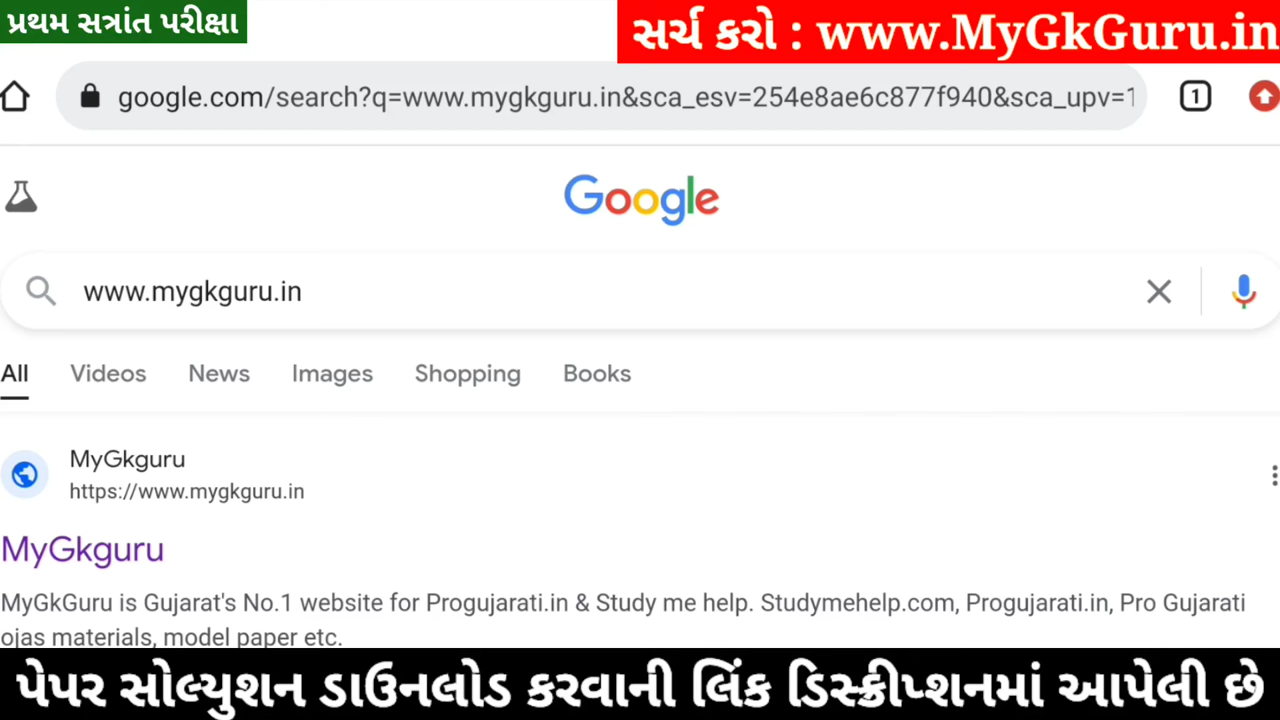 પ્રથમ સત્રાંત પરીક્ષા
સર્ચ કરો : www.MyGkGuru.in
google.com/search?q=www.mygkguru.in&sca_esv=254e8ae6c877f940&sca_upv=1
1
Google
www.mygkguru.in
All Videos News Images Shopping Books
MyGkguru
https://www.mygkguru.in
MyGkguru
MyGkGuru is Gujarat's No.1 website for Progujarati.in & Study me help. Studymehelp.com, Progujarati.in, Pro Gujarati
ojas materials, model paper etc.
પેપર સોલ્યુશન ડાઉનલોડ કરવાની લિંક ડિસ્ક્રીપ્શનમાં આપેલી છે